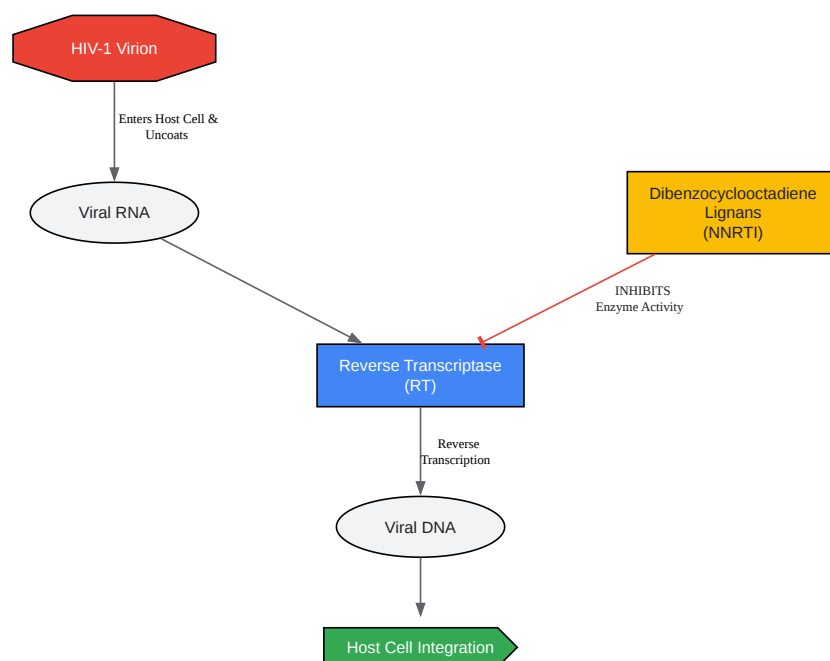 HIV-1 Virion
Enters Host Cell &
Uncoats
Viral RNA
Dibenzocyclooctadiene
Lignans
(NNRTI)
INHIBITS
Enzyme Activity
Reverse Transcriptase
(RT)
Reverse
Transcription
Viral DNA
Host Cell Integration